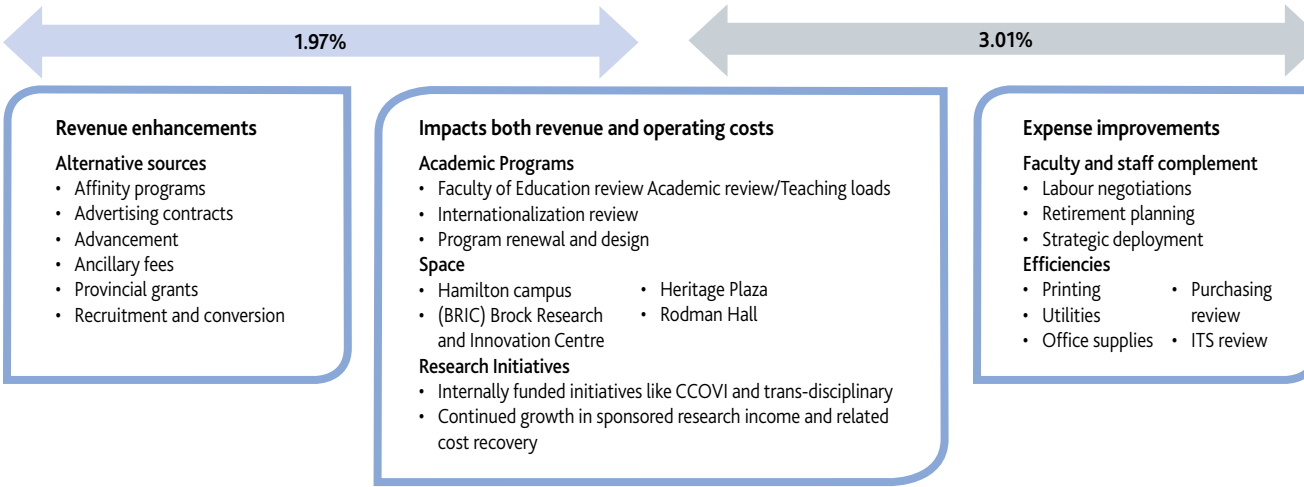 1.97%
3.01%
Revenue enhancements
Alternative sources
• Affinity programs
• Advertising contracts
• Advancement
• Ancillary fees
• Provincial grants
• Recruitment and conversion
Impacts both revenue and operating costs
Academic Programs
• Faculty of Education review Academic review/Teaching loads
• Internationalization review
• Program renewal and design
Space
• Hamilton campus
• (BRIC) Brock Research
and Innovation Centre
• Heritage Plaza
• Rodman Hall
Research Initiatives
• Internally funded initiatives like CCOVI and trans-disciplinary
• Continued growth in sponsored research income and related
cost recovery
Expense improvements
Faculty and staff complement
• Labour negotiations
• Retirement planning
• Strategic deployment
Efficiencies
• Printing
• Utilities
• Office supplies
• Purchasing
review
• ITS review